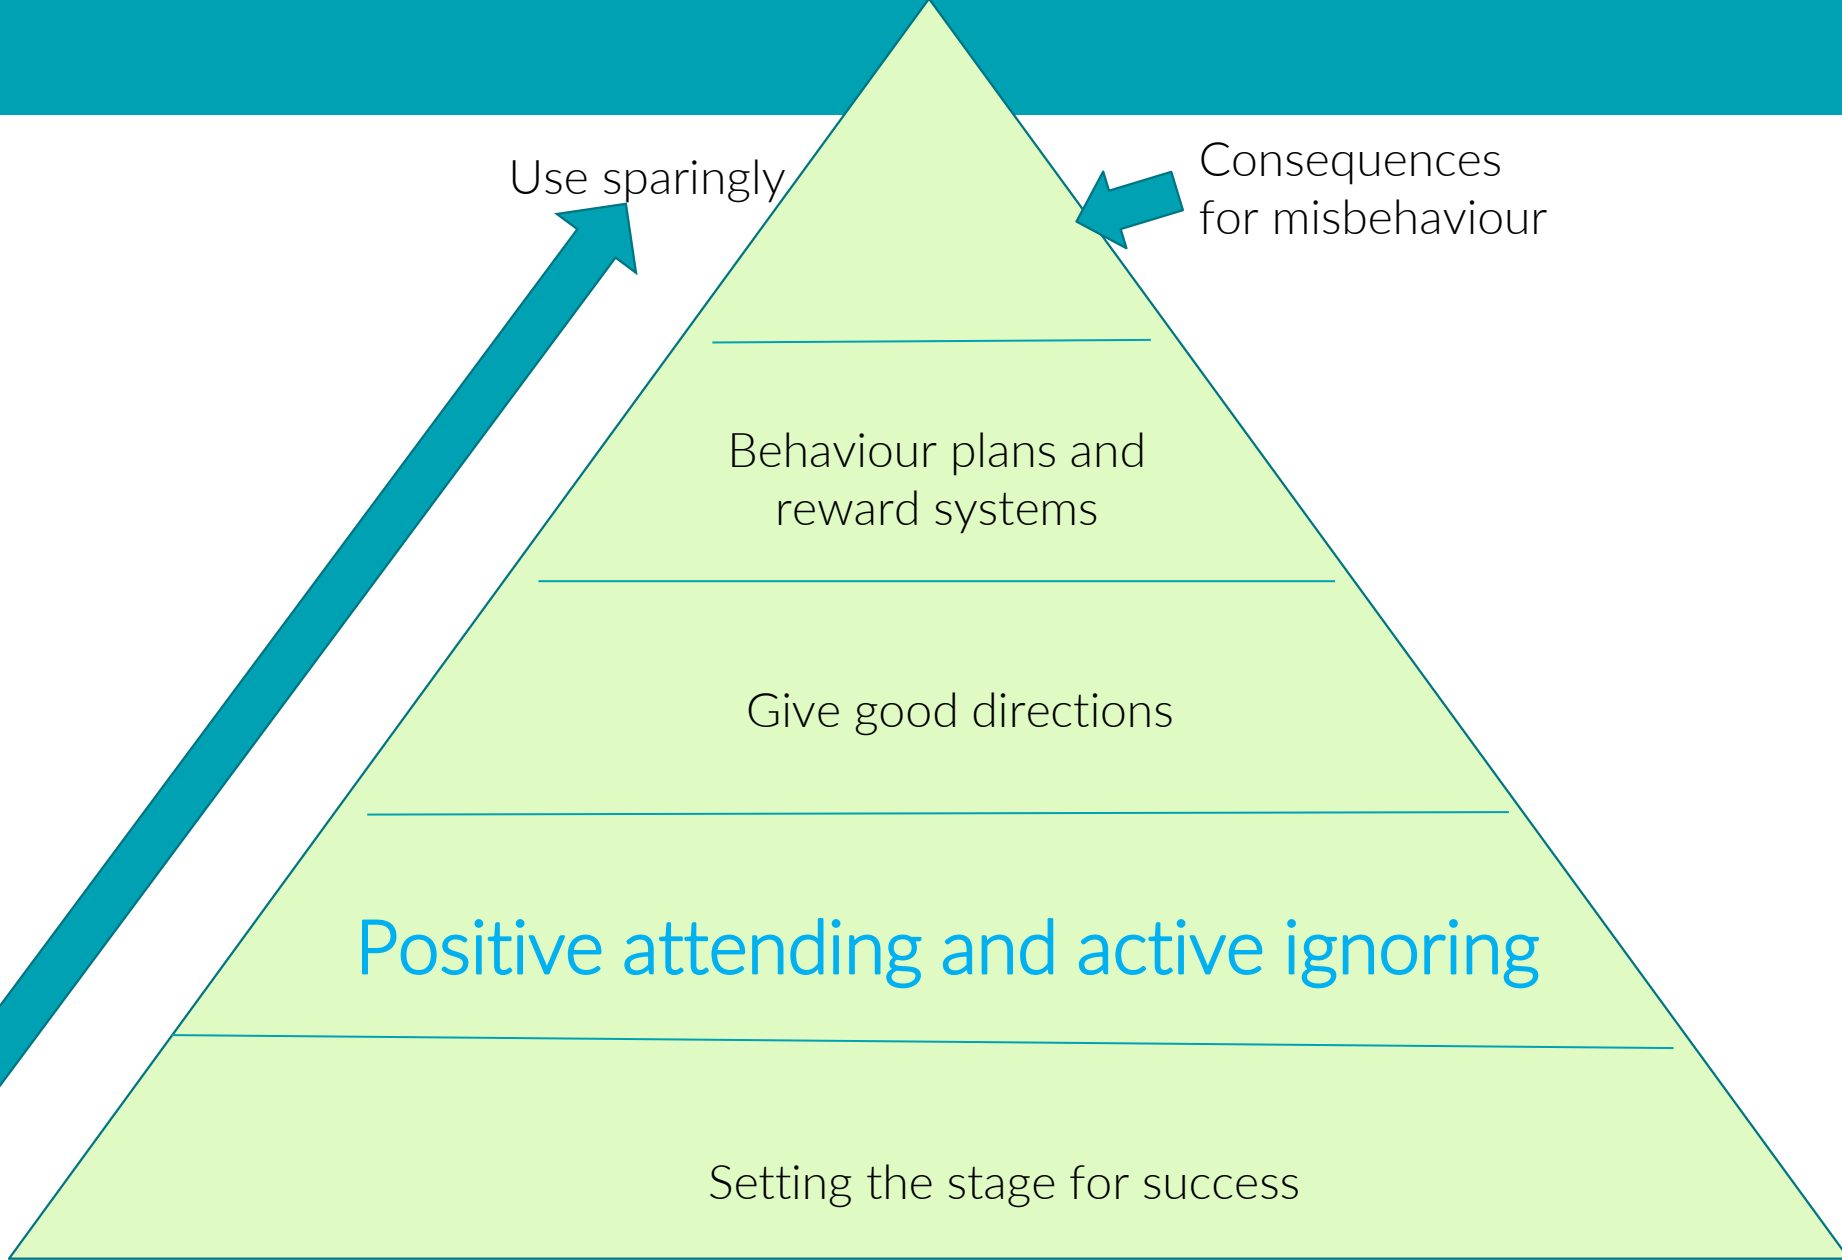 Use sparingly
Consequences
for misbehaviour
Behaviour plans and
reward systems
Give good directions
Positive attending and active ignoring
Setting the stage for success